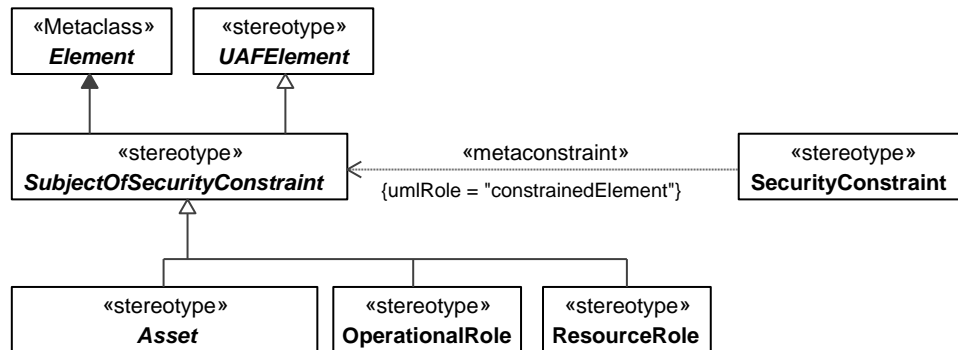 «Metaclass»
Element
«stereotype»
UAFElement
«stereotype»
SubjectOfSecurityConstraint
«metaconstraint»
{umlRole = "constrainedElement"}
«stereotype»
SecurityConstraint
«stereotype»
Asset
«stereotype»
OperationalRole
«stereotype»
ResourceRole